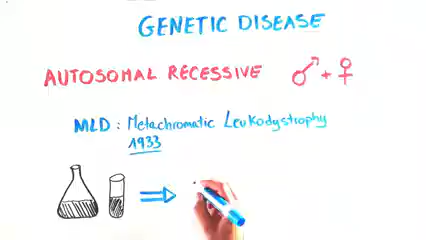 GENETIC DISEASE
AUTOSOMAL RECESSIVE ♂ + ♀
MLD : Metachromatic Leukodystrophy
1933